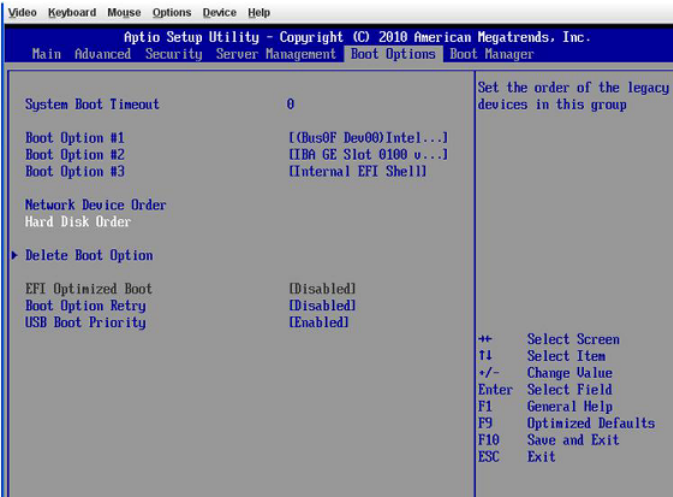 Video Keyboard Mouse Options Device Help
Aptio Setup Utility - Copyright (C) 2010 American Megatrends, Inc.
Main Advanced Security Server Management Boot Options Boot Manager
System Boot Timeout 0
Boot Option #1 [(Bus0F Dev00)Intel...]
Boot Option #2 [IBA GE Slot 0100 v...]
Boot Option #3 [Internal EFI Shell]
Network Device Order
Hard Disk Order
Delete Boot Option
EFI Optimized Boot [Disabled]
Boot Option Retry [Disabled]
USB Boot Priority [Enabled]
Set the order of the legacy
devices in this group
→← Select Screen
↑↓ Select Item
+/- Change Value
Enter Select Field
F1 General Help
F9 Optimized Defaults
F10 Save and Exit
ESC Exit